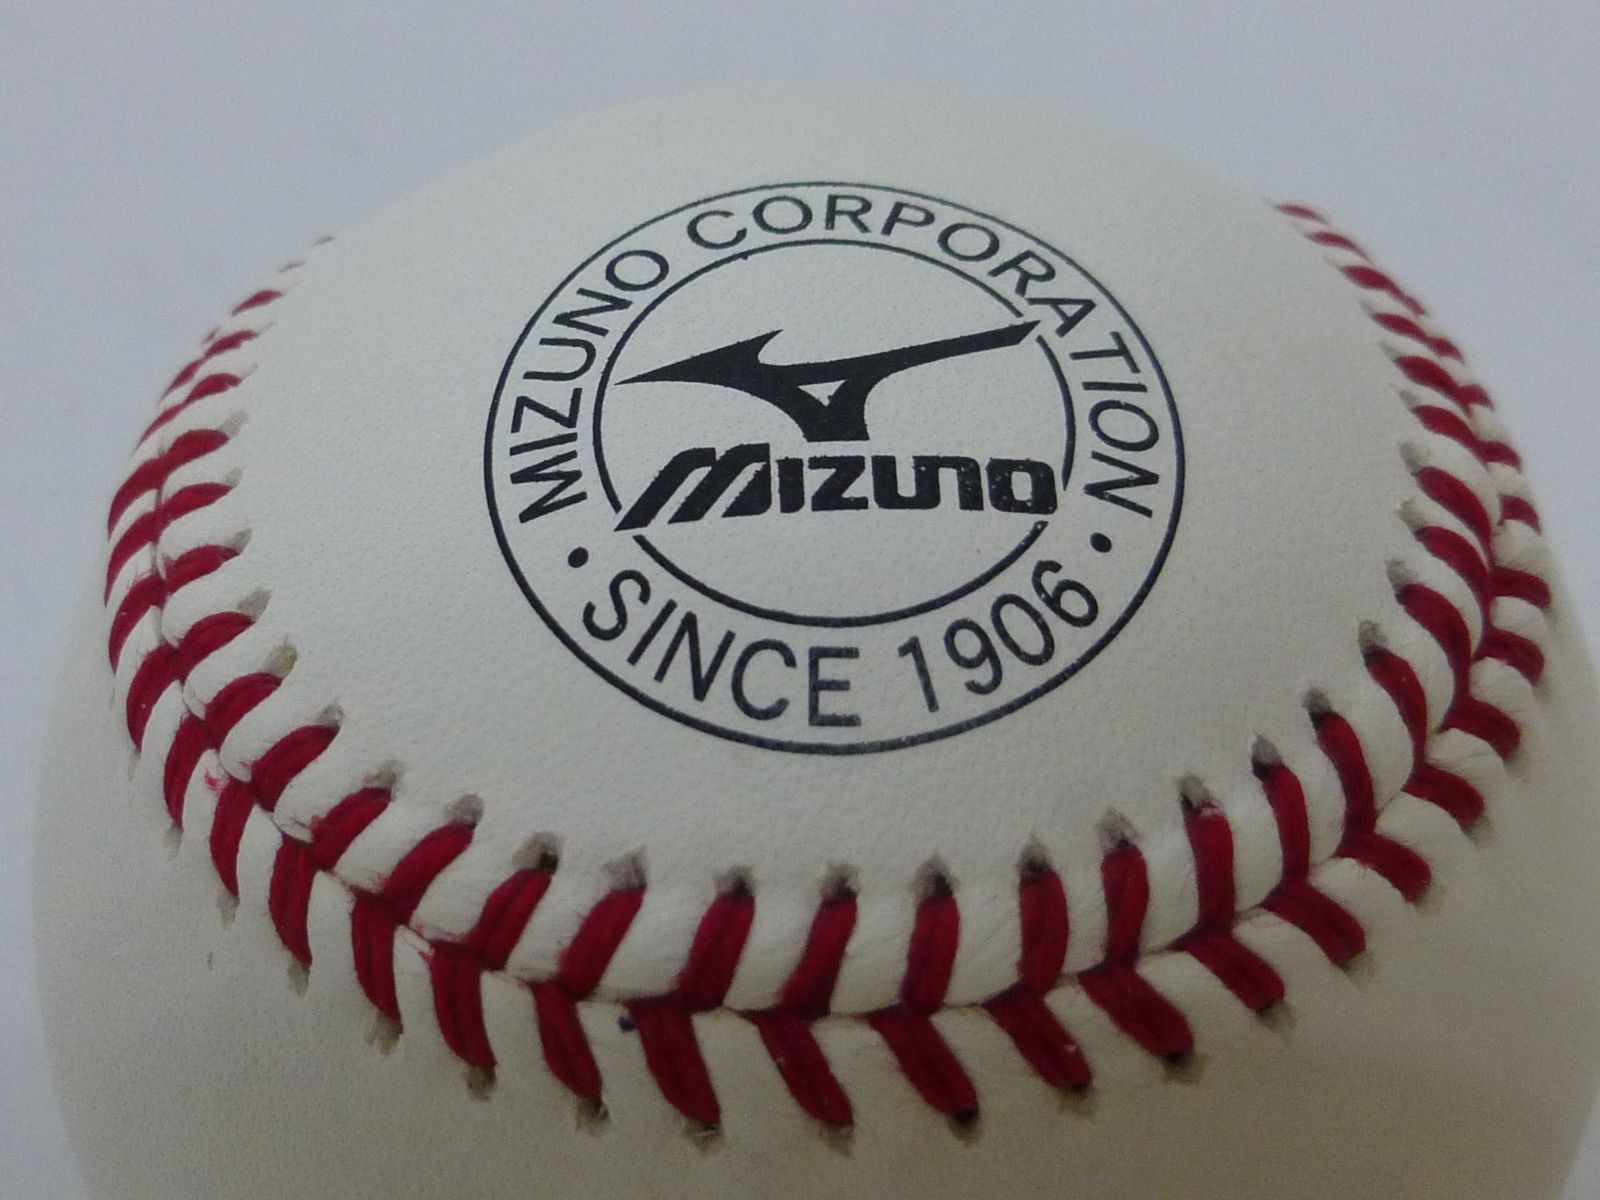 MIZUNO CORPORATION
MIZUNO
• SINCE 1906 •